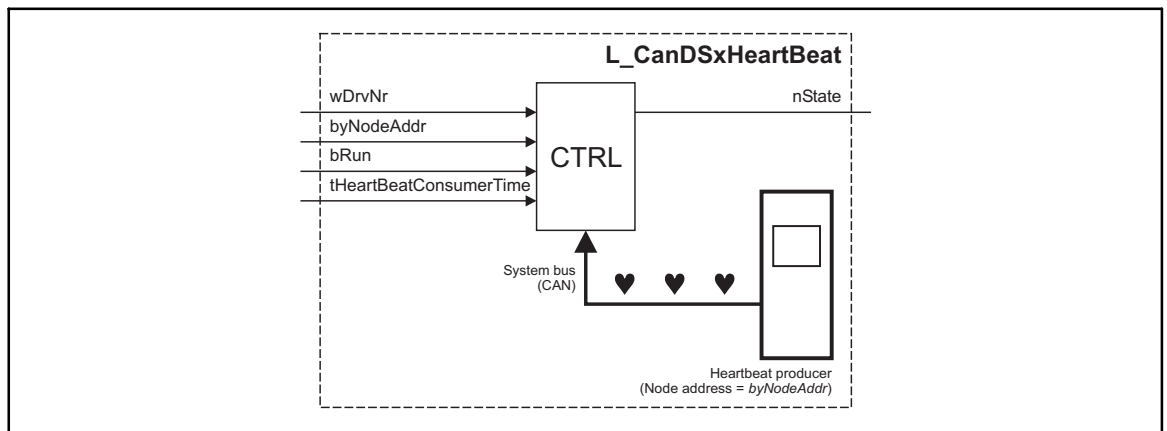 L_CanDSxHeartBeat
wDrvNr
nState
byNodeAddr
bRun
CTRL
tHeartBeatConsumerTime
System bus
(CAN)
Heartbeat producer
(Node address = byNodeAddr)